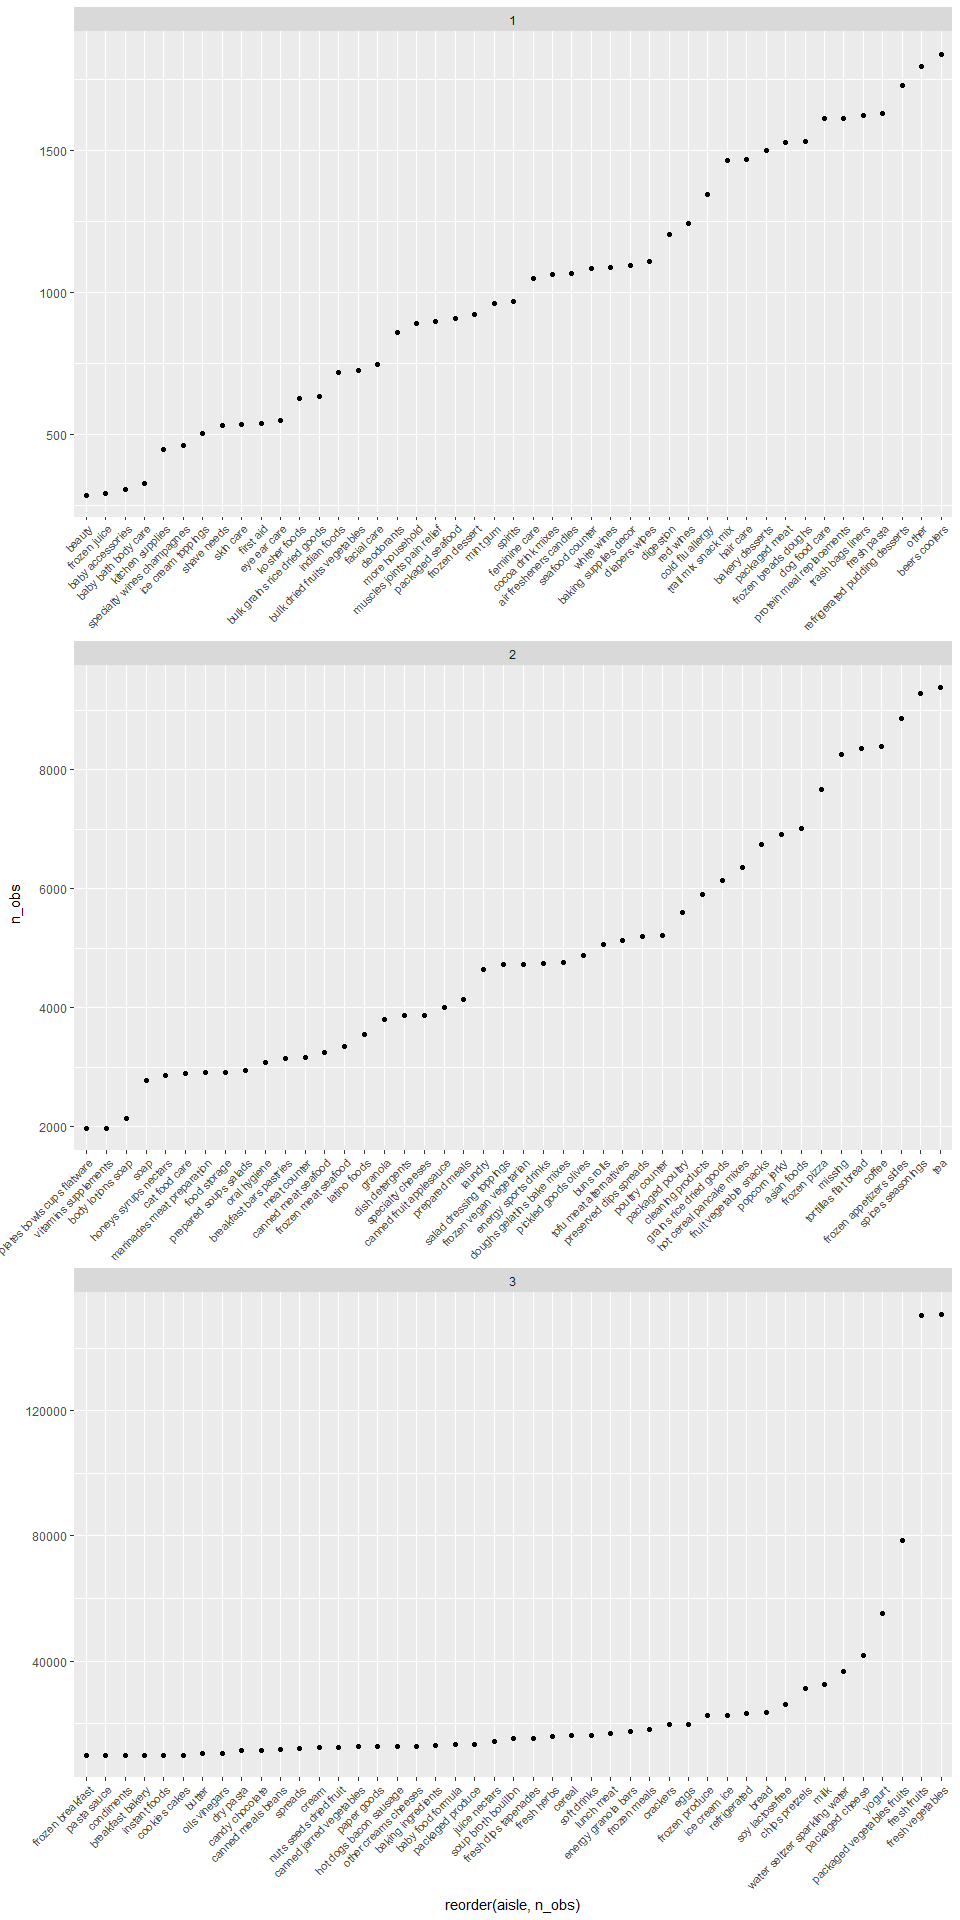 1
1500
1000
500
beauty
frozen juice
baby accessories
baby bath body care
kitchen supplies
specialty wines champagnes
ice cream toppings
shave needs
skin care
first aid
eye ear care
kosher foods
bulk grains rice dried goods
indian foods
bulk dried fruits vegetables
facial care
deodorants
more household
muscles joints pain relief
packaged seafood
frozen dessert
mint gum
spirits
feminine care
cocoa drink mixes
air fresheners candles
seafood counter
white wines
baking supplies decor
diapers wipes
digestion
red wines
cold flu allergy
trail mix snack mix
hair care
bakery desserts
packaged meat
frozen breads doughs
dog food care
protein meal replacements
trash bags liners
fresh pasta
refrigerated pudding desserts
other
beers coolers
2
n_obs
8000
6000
4000
2000
plates bowls cups flatware
vitamins supplements
body lotions soap
soap
honeys syrups nectars
cat food care
marinades meat preparation
food storage
prepared soups salads
oral hygiene
breakfast bars pastries
meat counter
canned meat seafood
frozen meat seafood
latino foods
granola
dish detergents
specialty cheeses
canned fruit applesauce
prepared meals
laundry
salad dressing toppings
frozen vegan vegetarian
energy sports drinks
doughs gelatins bake mixes
pickled goods olives
buns rolls
tofu meat alternatives
preserved dips spreads
poultry counter
packaged poultry
cleaning products
grains rice dried goods
hot cereal pancake mixes
fruit vegetable snacks
popcorn jerky
asian foods
frozen pizza
missing
tortillas flat bread
coffee
frozen appetizers sides
spices seasonings
tea
3
120000
80000
40000
frozen breakfast
pasta sauce
condiments
breakfast bakery
instant foods
cookies cakes
butter
oils vinegars
dry pasta
candy chocolate
canned meals beans
spreads
cream
nuts seeds dried fruit
canned jarred vegetables
paper goods
hot dogs bacon sausage
other creams cheeses
baking ingredients
baby food formula
packaged produce
juice nectars
soup broth bouillon
fresh dips tapenades
fresh herbs
cereal
soft drinks
lunch meat
energy granola bars
frozen meals
crackers
eggs
frozen produce
ice cream ice
refrigerated
bread
soy lactosefree
chips pretzels
milk
water seltzer sparkling water
packaged cheese
yogurt
packaged vegetables fruits
fresh fruits
fresh vegetables
reorder(aisle, n_obs)